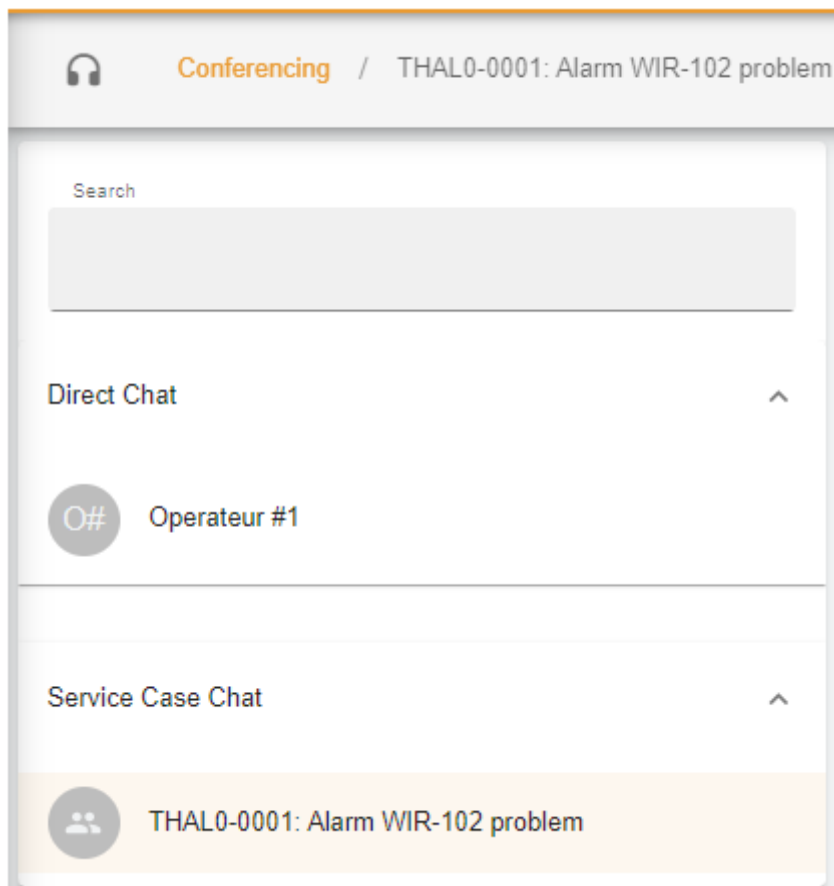 Conferencing / THAL0-0001: Alarm WIR-102 problem
Search
Direct Chat
O# Operateur #1
Service Case Chat
THAL0-0001: Alarm WIR-102 problem